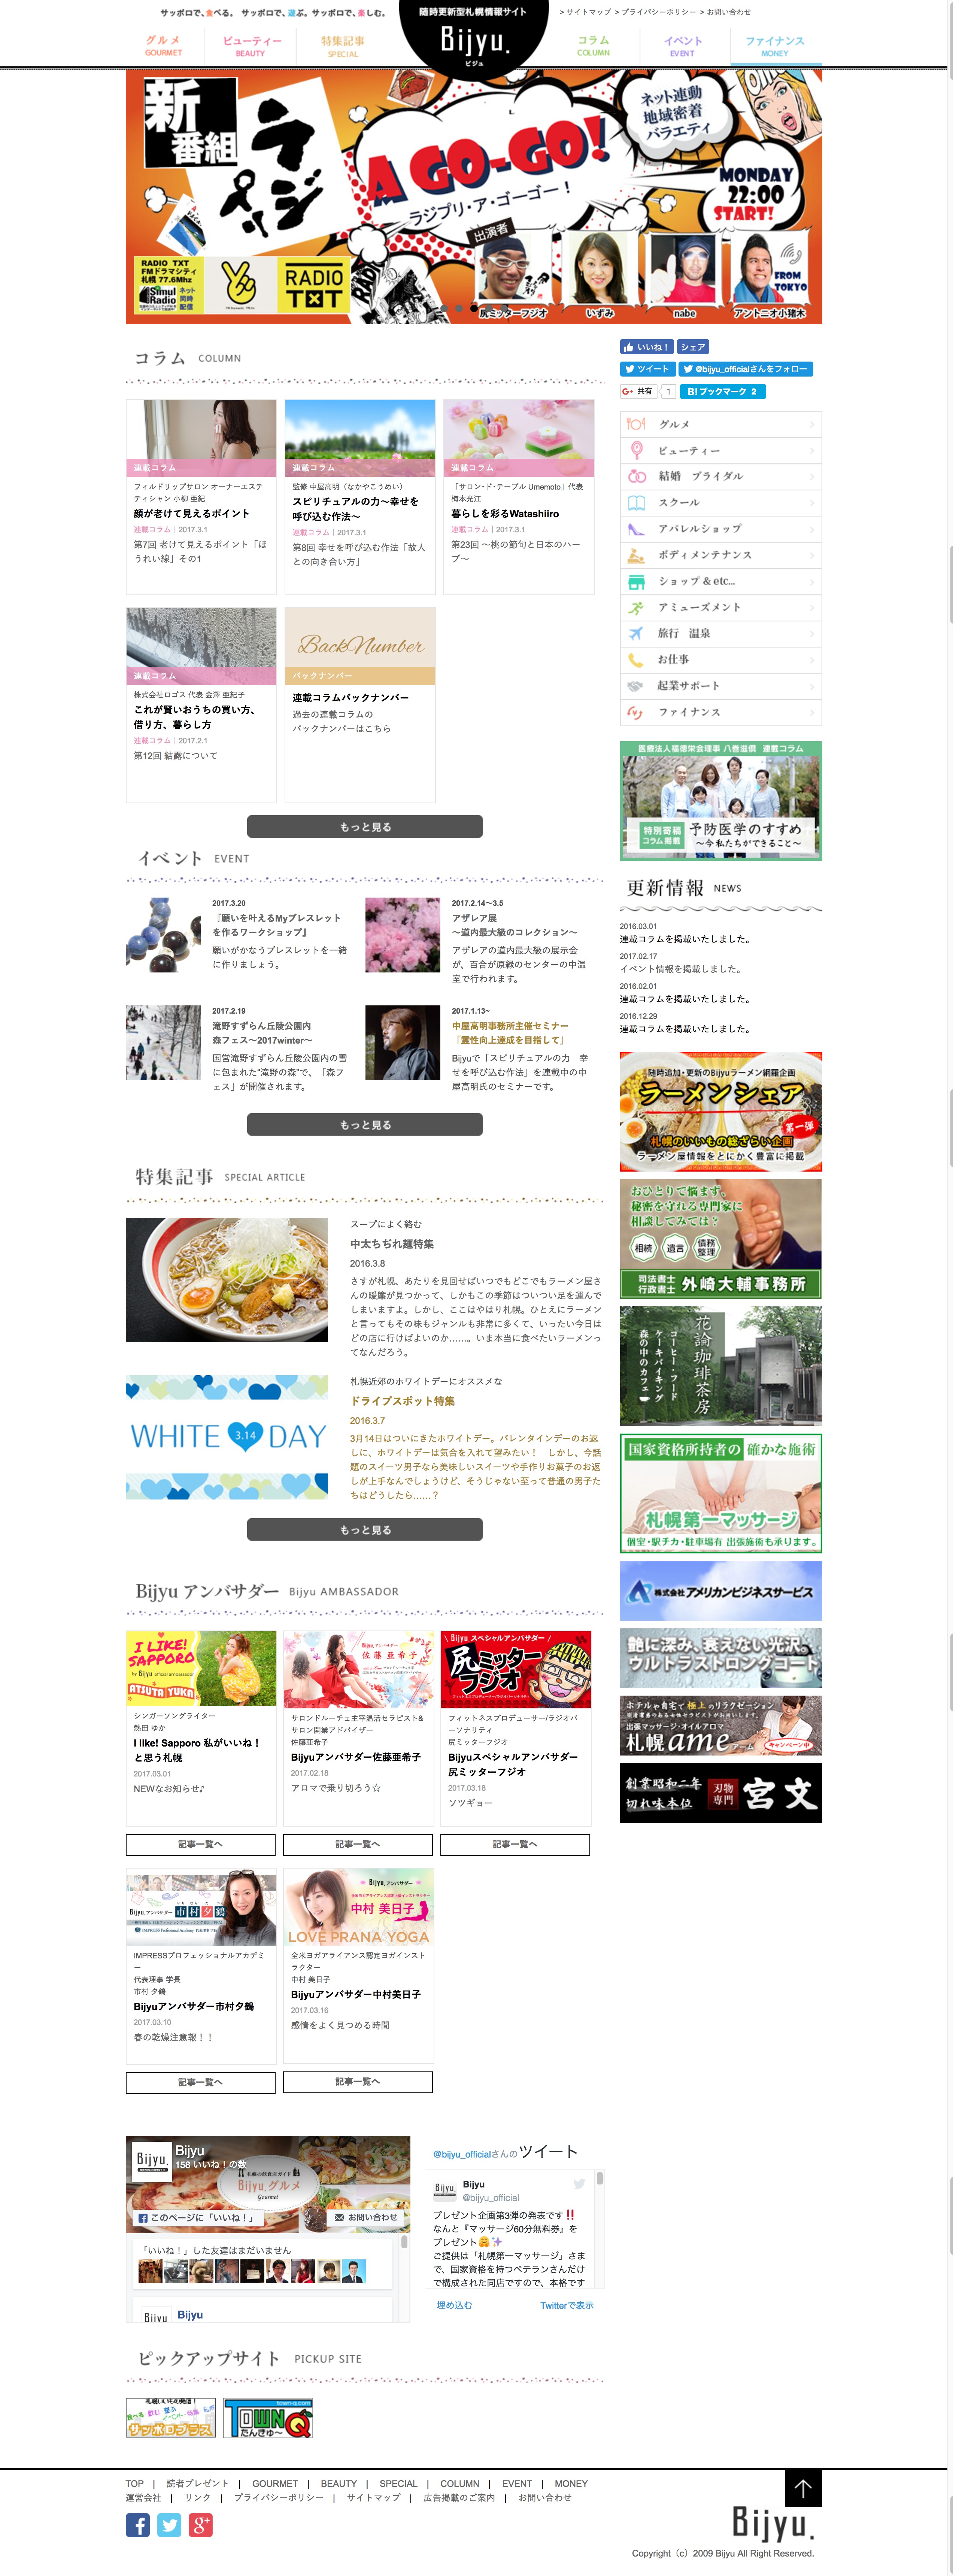 サッポロで、食べる。 サッポロで、遊ぶ。サッポロで、楽しむ。
随時更新型札幌情報サイト
Bijyu.
ビジュ
> サイトマップ > プライバシーポリシー > お問い合わせ
グルメ
GOURMET
ビューティー
BEAUTY
特集記事
SPECIAL
コラム
COLUMN
イベント
EVENT
ファイナンス
MONEY
新番組
ラジプリ
A GO-GO!
ラジプリ・ア・ゴーゴー！
ネット連動
地域密着
バラエティ
MONDAY
22:00
START!
出演者
尻ミッターフジオ
いずみ
nabe
アントニオ小猪木
FROM
TOKYO
RADIO TXT
FMドラマシティ
札幌 77.6Mhz
Simul
Radio
ネット
同時
配信
RADIO
TXT
コラム COLUMN
連載コラム
フィルドリップサロン オーナーエステ
ティシャン 小柳 亜紀
顔が老けて見えるポイント
連載コラム｜2017.3.1
第7回 老けて見えるポイント「ほ
うれい線」その1
連載コラム
監修 中屋高明（なかやこうめい）
スピリチュアルの力〜幸せを
呼び込む作法〜
連載コラム｜2017.3.1
第8回 幸せを呼び込む作法「故人
との向き合い方」
連載コラム
「サロン・ド・テーブル Umemoto」代表
梅本光江
暮らしを彩るWatashiiro
連載コラム｜2017.3.1
第23回 〜桃の節句と日本のハー
ブ〜
連載コラム
株式会社ロゴス 代表 金澤 亜紀子
これが賢いおうちの買い方、
借り方、暮らし方
連載コラム｜2017.2.1
第12回 結露について
BackNumber
バックナンバー
連載コラムバックナンバー
過去の連載コラムの
バックナンバーはこちら
もっと見る
イベント EVENT
2017.3.20
『願いを叶えるMyブレスレット
を作るワークショップ』
願いがかなうブレスレットを一緒
に作りましょう。
2017.2.14〜3.5
アザレア展
〜道内最大級のコレクション〜
アザレアの道内最大級の展示会
が、百合が原緑のセンターの中温
室で行われます。
2017.2.19
滝野すずらん丘陵公園内
森フェス〜2017winter〜
国営滝野すずらん丘陵公園内の雪
に包まれた"滝野の森"で、「森フ
ェス」が開催されます。
2017.1.13~
中屋高明事務所主催セミナー
「霊性向上達成を目指して」
Bijyuで「スピリチュアルの力　幸
せを呼び込む作法」を連載中の中
屋高明氏のセミナーです。
もっと見る
特集記事 SPECIAL ARTICLE
スープによく絡む
中太ちぢれ麺特集
2016.3.8
さすが札幌、あたりを見回せばいつでもどこでもラーメン屋さ
んの暖簾が見つかって、しかもこの季節はついつい足を運んで
しまいますよ。しかし、ここはやはり札幌。ひとえにラーメン
と言ってもその味もジャンルも非常に多くて、いったい今日は
どの店に行けばよいのか……。いま本当に食べたいラーメンっ
てなんだろう。
WHITE 3.14 DAY
札幌近郊のホワイトデーにオススメな
ドライブスポット特集
2016.3.7
3月14日はついにきたホワイトデー。バレンタインデーのお返
しに、ホワイトデーは気合を入れて望みたい！　しかし、今話
題のスイーツ男子なら美味しいスイーツや手作りお菓子のお返
しが上手なんでしょうけど、そうじゃない至って普通の男子た
ちはどうしたら……？
もっと見る
Bijyu アンバサダー Bijyu AMBASSADOR
I LIKE!
SAPPORO
by Bijyu official ambassador
ATSUTA YUKA
シンガーソングライター
熱田 ゆか
I like! Sapporo 私がいいね！
と思う札幌
2017.03.01
NEWなお知らせ♪
記事一覧へ
Bijyu. アンバサダー
佐藤 亜希子
サロンドルーチェ主宰温活セラピスト&
サロン開業アドバイザー
佐藤亜希子
Bijyuアンバサダー佐藤亜希子
2017.02.18
アロマで乗り切ろう☆
記事一覧へ
Bijyu スペシャルアンバサダー
尻ミッター
フジオ
フィットネスプロデューサー/ラジオパ
ーソナリティ
尻ミッターフジオ
Bijyuスペシャルアンバサダー
尻ミッターフジオ
2017.03.18
ソツギョー
記事一覧へ
Bijyu. アンバサダー 市村夕鶴
IMPRESSプロフェッショナルアカデミ
ー
代表理事 学長
市村 夕鶴
Bijyuアンバサダー市村夕鶴
2017.03.10
春の乾燥注意報！！
記事一覧へ
Bijyu. アンバサダー
全米ヨガアライアンス認定上級インストラクター
中村 美日子
LOVE PRANA YOGA
全米ヨガアライアンス認定ヨガインスト
ラクター
中村 美日子
Bijyuアンバサダー中村美日子
2017.03.16
感情をよく見つめる時間
記事一覧へ
Bijyu.
Bijyu
158 いいね！の数
札幌の飲食店ガイド
Bijyu.グルメ
Gourmet
このページに「いいね！」
お問い合わせ
「いいね！」した友達はまだいません
Bijyu
@bijyu_officialさんのツイート
Bijyu
@bijyu_official
プレゼント企画第3弾の発表です‼
なんと『マッサージ60分無料券』を
プレゼント🤗✨
ご提供は「札幌第一マッサージ」さま
で、国家資格を持つベテランさんだけ
で構成された同店ですので、本格です
埋め込む
Twitterで表示
ピックアップサイト PICKUP SITE
サッポロプラス
town-q.com
TOWNQ
たんきゅ〜
いいね！ シェア
ツイート @bijyu_officialさんをフォロー
共有 1 B!ブックマーク 2
グルメ
ビューティー
結婚　ブライダル
スクール
アパレルショップ
ボディメンテナンス
ショップ & etc...
アミューズメント
旅行　温泉
お仕事
起業サポート
ファイナンス
医療法人福徳栄会理事 八巻滋倶 連載コラム
特別寄稿
コラム掲載
予防医学のすすめ
〜今私たちができること〜
更新情報 NEWS
2016.03.01
連載コラムを掲載いたしました。
2017.02.17
イベント情報を掲載しました。
2016.02.01
連載コラムを掲載いたしました。
2016.12.29
連載コラムを掲載いたしました。
随時追加・更新のBijyuラーメン網羅企画
ラーメンシェア
第一弾
札幌のいいもの総ざらい企画
ラーメン屋情報をとにかく豊富に掲載
おひとりで悩まず、
秘密を守れる専門家に
相談してみては？
相続 遺言 債務整理
司法書士
行政書士
外崎大輔事務所
花論珈琲茶房
コーヒー・フード
ケーキバイキング
森の中のカフェ
国家資格所持者の 確かな施術
札幌第一マッサージ
個室・駅チカ・駐車場有 出張施術も承ります。
株式会社アメリカンビジネスサービス
艶に深み、衰えない光沢。
ウルトラストロングコート
ホテルや自宅で極上のリラクゼーション
出張マッサージ・オイルアロマ
札幌ame アーム
キャンペーン中
創業昭和二年
切れ味本位
刃物
専門
宮文
TOP ｜ 読者プレゼント ｜ GOURMET ｜ BEAUTY ｜ SPECIAL ｜ COLUMN ｜ EVENT ｜ MONEY
運営会社 ｜ リンク ｜ プライバシーポリシー ｜ サイトマップ ｜ 広告掲載のご案内 ｜ お問い合わせ
Bijyu.
Copyright（c）2009 Bijyu All Right Reserved.